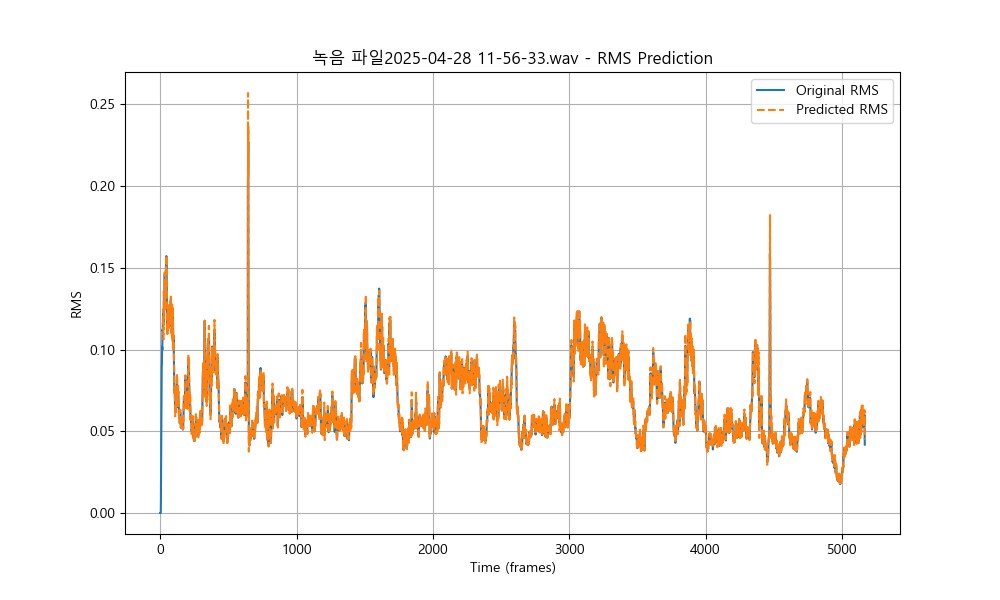 녹음 파일2025-04-28 11-56-33.wav - RMS Prediction
Original RMS
Predicted RMS
RMS
0.25
0.20
0.15
0.10
0.05
0.00
0 1000 2000 3000 4000 5000
Time (frames)